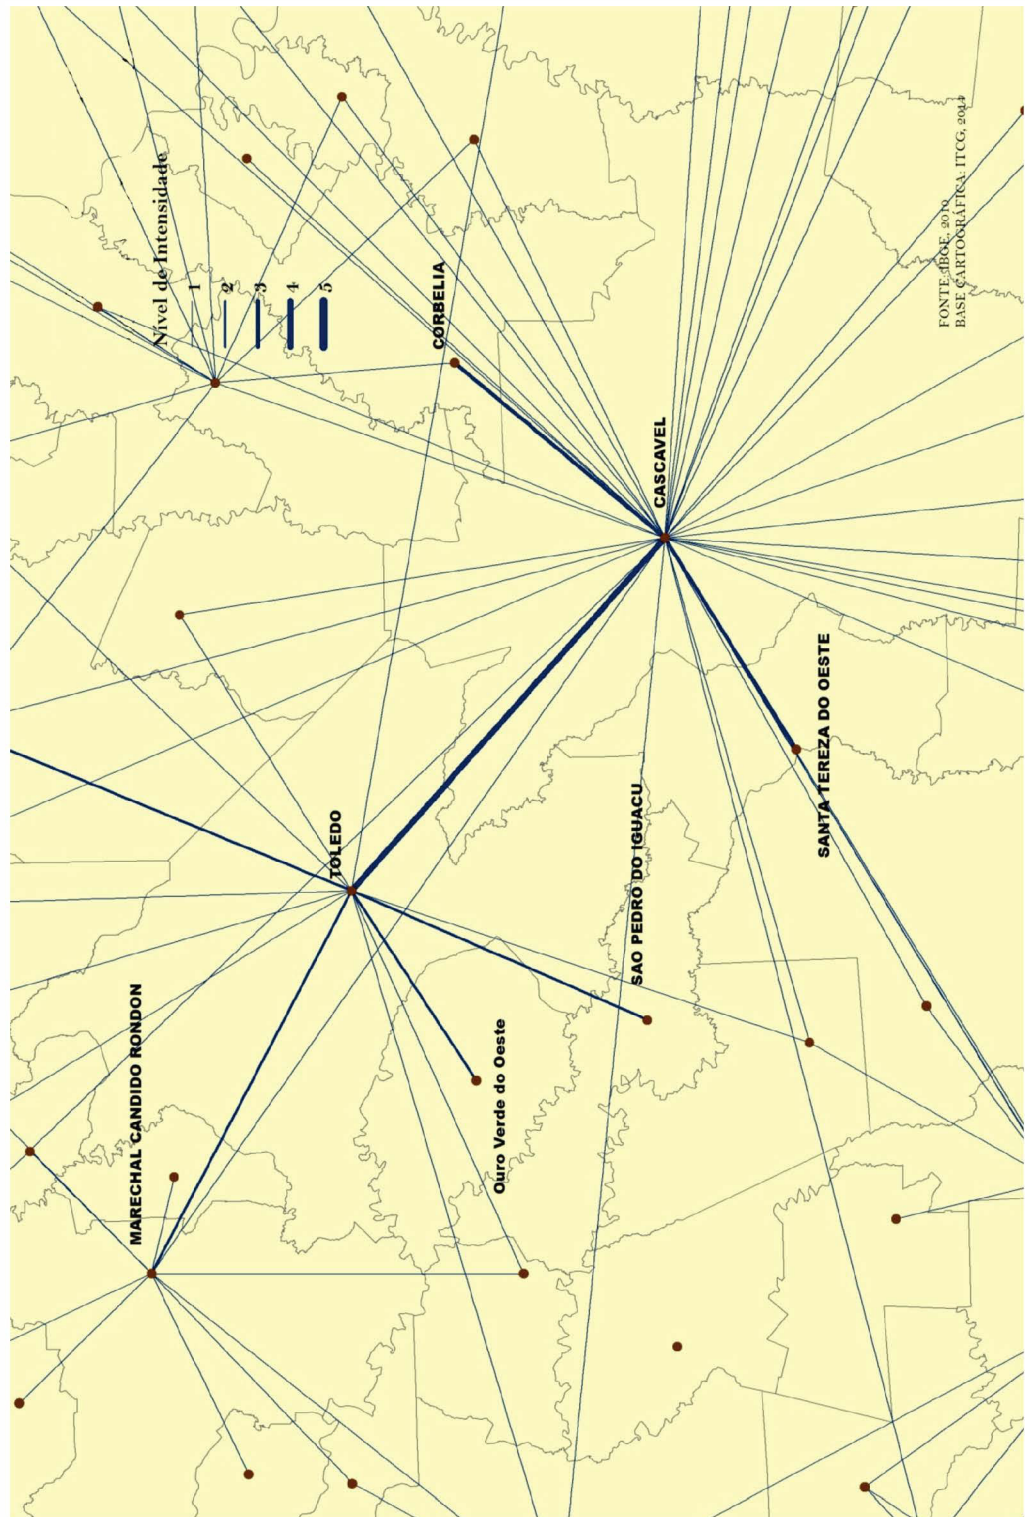 Nível de Intensidade
1
2
3
4
5
CORBELIA
CASCAVEL
TOLEDO
MARECHAL CANDIDO RONDON
Ouro Verde do Oeste
SAO PEDRO DO IGUACU
SANTA TEREZA DO OESTE
FONTE: IBGE, 2010
BASE CARTOGRÁFICA: ITCG, 2014